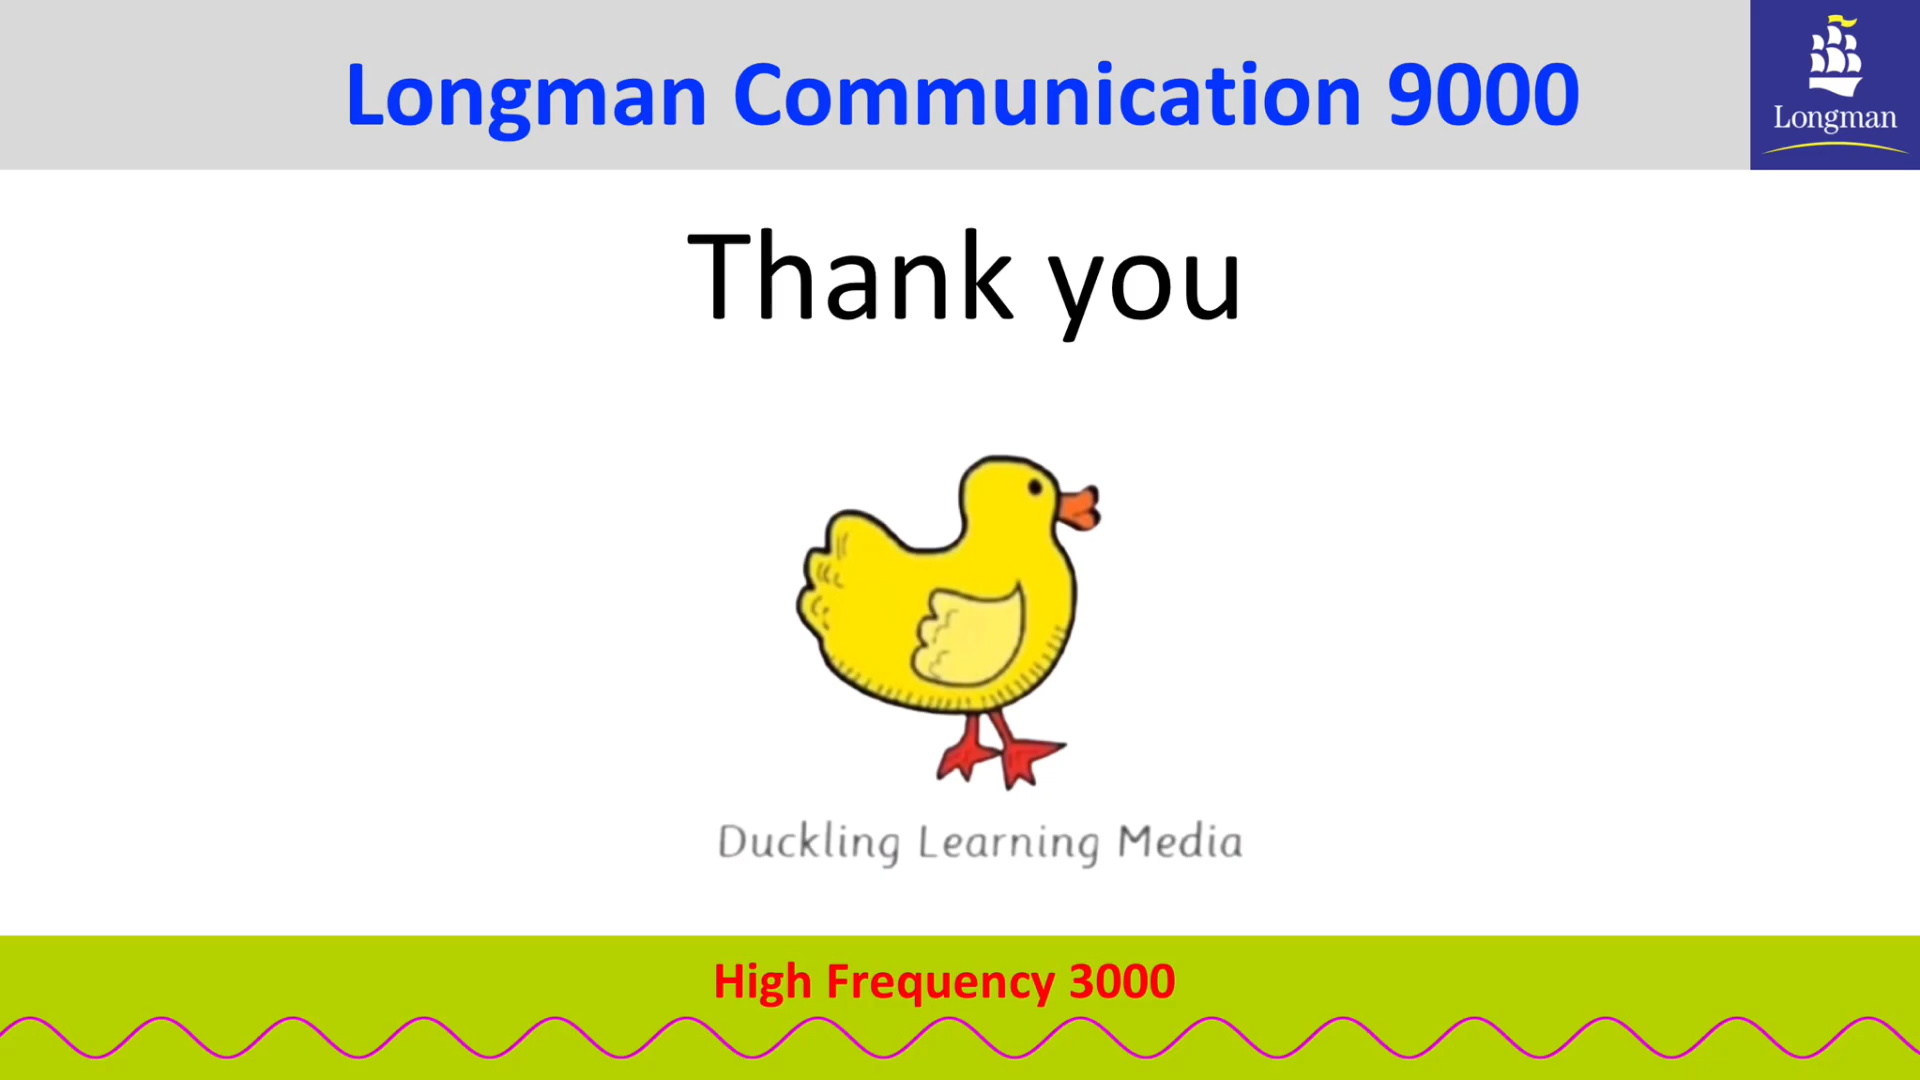 Longman Communication 9000
Longman
Thank you
Duckling Learning Media
High Frequency 3000